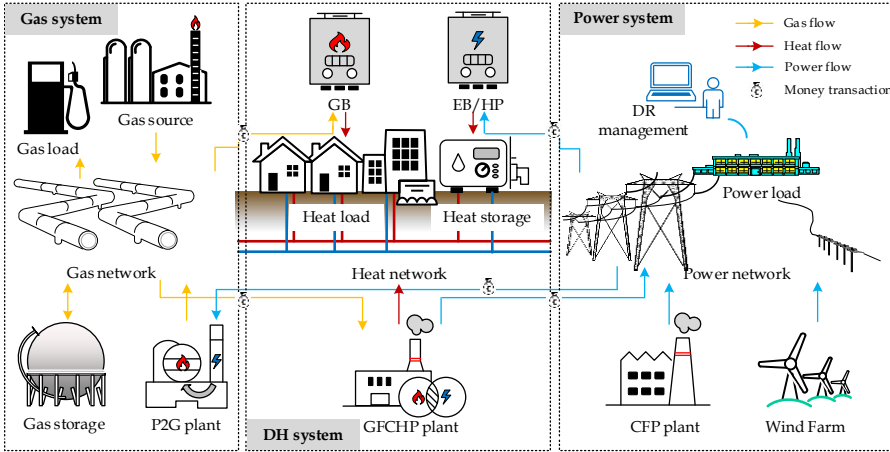 Gas system
Power system
Gas flow
Heat flow
Power flow
Money transaction
GB
EB/HP
DR
management
Gas source
Gas load
Power load
Heat load
Heat storage
Gas network
Heat network
Power network
Gas storage
P2G plant
GFCHP plant
CFP plant
Wind Farm
DH system